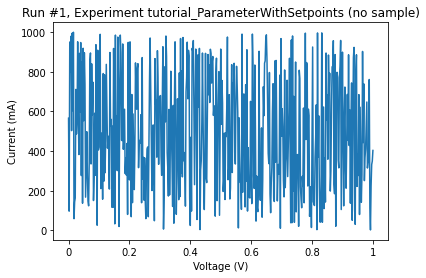 Run #1, Experiment tutorial_ParameterWithSetpoints (no sample)
1000
800
600
400
200
0
Current (mA)
0 0.2 0.4 0.6 0.8 1
Voltage (V)